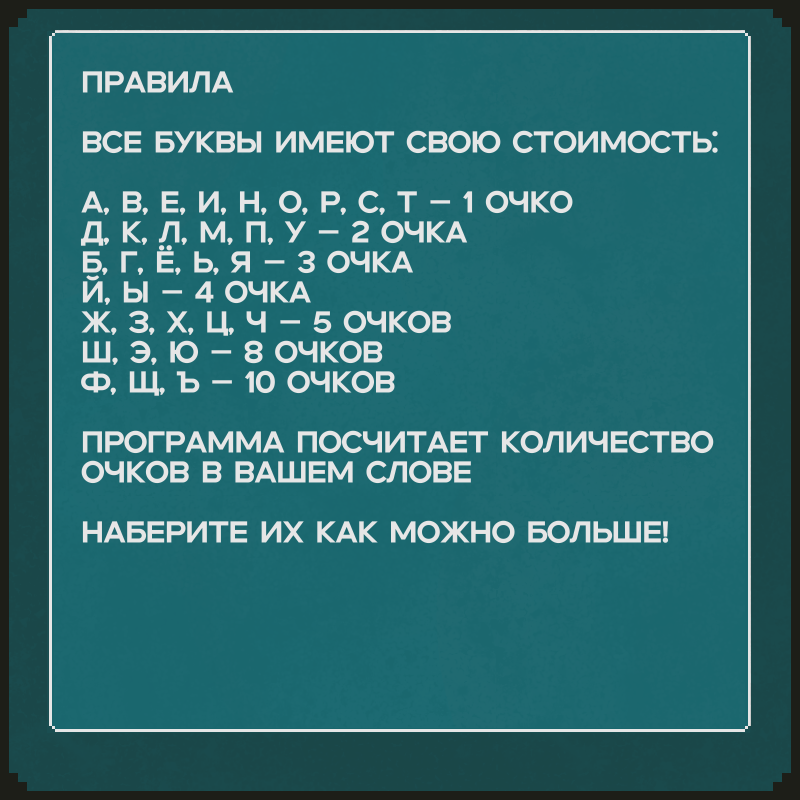 ПРАВИЛА
ВСЕ БУКВЫ ИМЕЮТ СВОЮ СТОИМОСТЬ:
А, В, Е, И, Н, О, Р, С, Т – 1 ОЧКО
Д, К, Л, М, П, У – 2 ОЧКА
Б, Г, Ё, Ь, Я – 3 ОЧКА
Й, Ы – 4 ОЧКА
Ж, З, Х, Ц, Ч – 5 ОЧКОВ
Ш, Э, Ю – 8 ОЧКОВ
Ф, Щ, Ъ – 10 ОЧКОВ
ПРОГРАММА ПОСЧИТАЕТ КОЛИЧЕСТВО
ОЧКОВ В ВАШЕМ СЛОВЕ
НАБЕРИТЕ ИХ КАК МОЖНО БОЛЬШЕ!